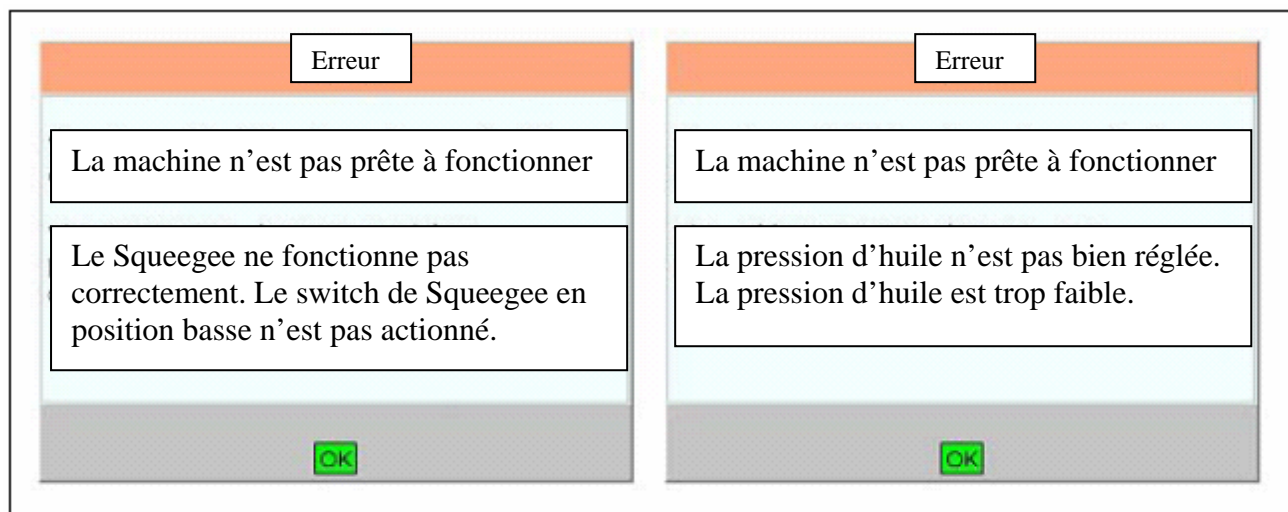 Erreur
La machine n'est pas prête à fonctionner
Le Squeegee ne fonctionne pas
correctement. Le switch de Squeegee en
position basse n'est pas actionné.
OK
Erreur
La machine n'est pas prête à fonctionner
La pression d'huile n'est pas bien réglée.
La pression d'huile est trop faible.
OK